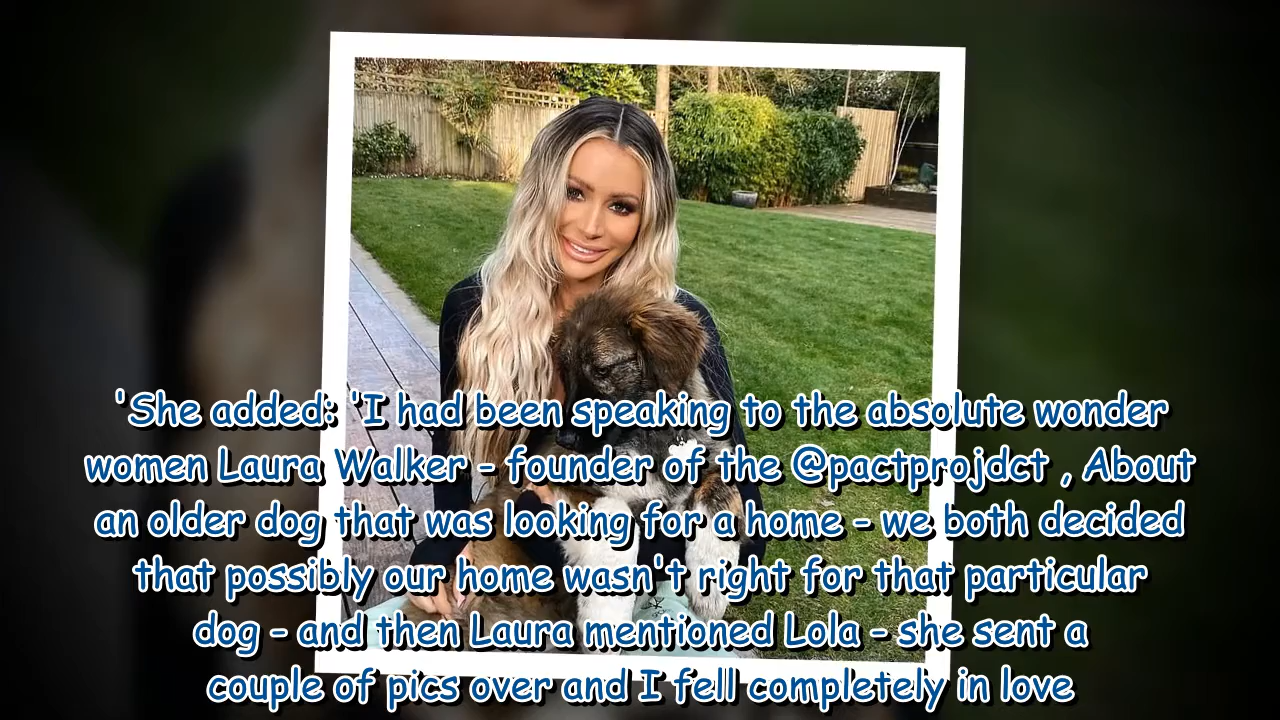 'She added: 'I had been speaking to the absolute wonder
women Laura Walker - founder of the @pactprojdct , About
an older dog that was looking for a home - we both decided
that possibly our home wasn't right for that particular
dog - and then Laura mentioned Lola - she sent a
couple of pics over and I fell completely in love